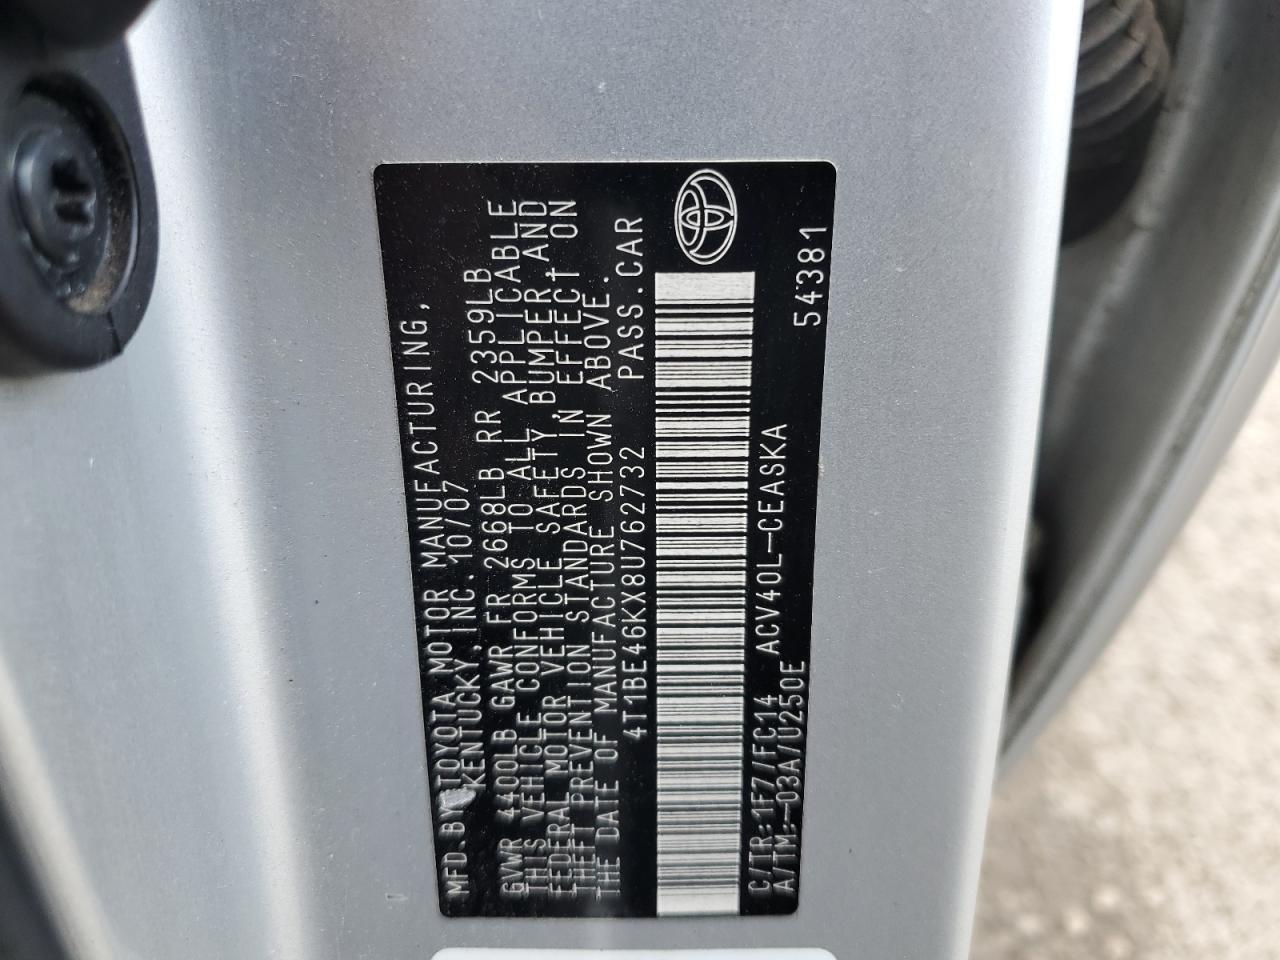 MFD.BY TOYOTA MOTOR MANUFACTURING,
KENTUCKY, INC. 10/07
GVWR 4400LB GAWR FR 2668LB RR 2359LB
THIS VEHICLE CONFORMS TO ALL APPLICABLE
FEDERAL MOTOR VEHICLE SAFETY, BUMPER, AND
THEFT PREVENTION STANDARDS IN EFFECT ON
THE DATE OF MANUFACTURE SHOWN ABOVE.
4T1BE46KX8U762732 PASS.CAR
C/TR: 1F7/FC14 ACV40L-CEASKA
A/TM: -03A/U250E 54381